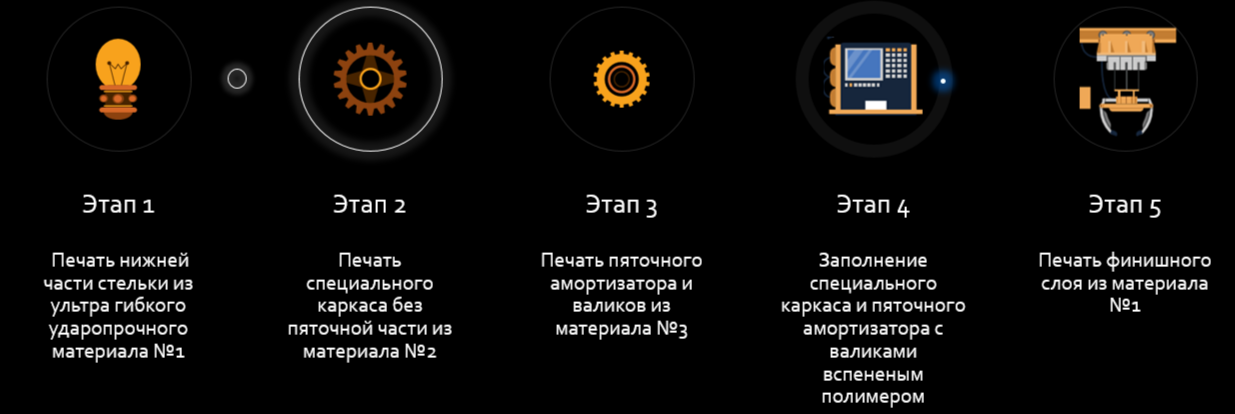 Этап 1
Печать нижней
части стельки из
ультра гибкого
ударопрочного
материала №1
Этап 2
Печать
специального
каркаса без
пяточной части из
материала №2
Этап 3
Печать пяточного
амортизатора и
валиков из
материала №3
Этап 4
Заполнение
специального
каркаса и пяточного
амортизатора с
валиками
вспененым
полимером
Этап 5
Печать финишного
слоя из материала
№1